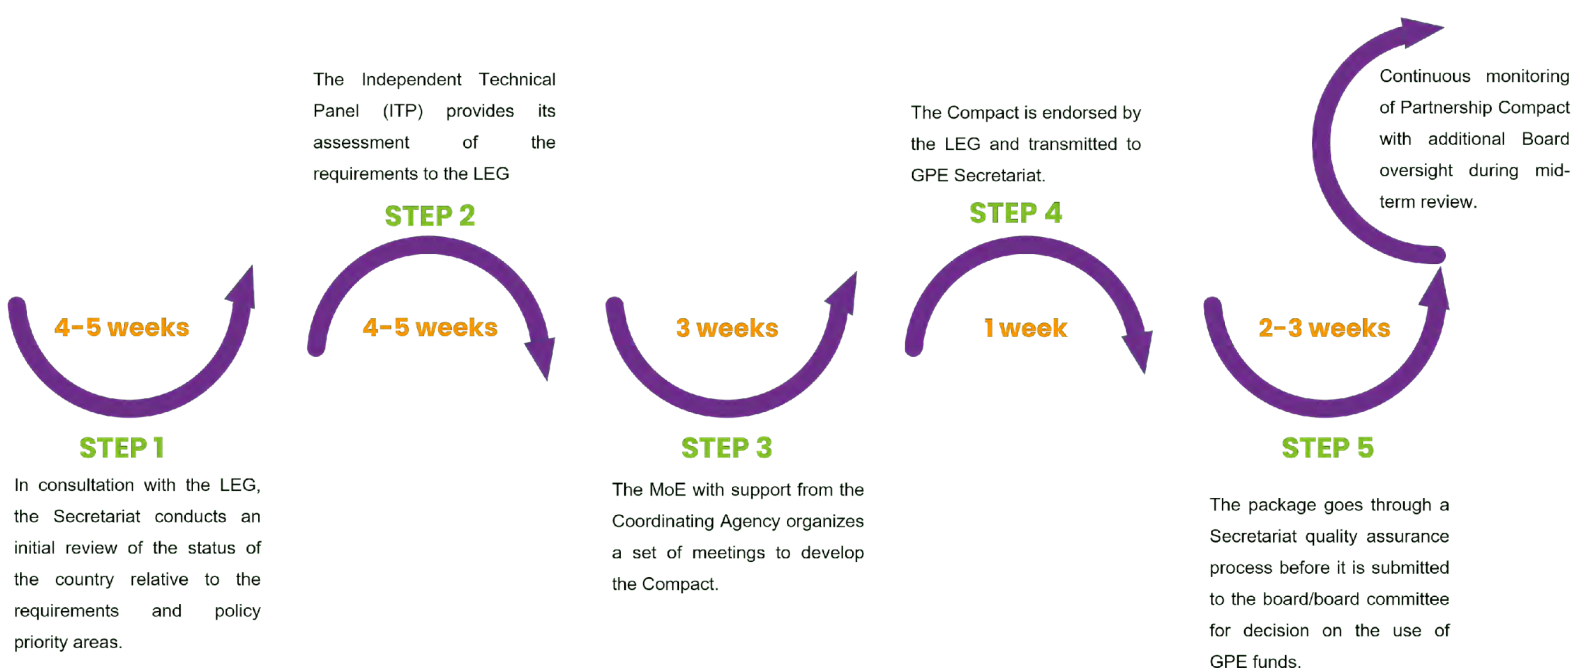 4-5 weeks
STEP 1
In consultation with the LEG,
the Secretariat conducts an
initial review of the status of
the country relative to the
requirements and policy
priority areas.
The Independent Technical
Panel (ITP) provides its
assessment of the
requirements to the LEG
STEP 2
4-5 weeks
3 weeks
STEP 3
The MoE with support from the
Coordinating Agency organizes
a set of meetings to develop
the Compact.
The Compact is endorsed by
the LEG and transmitted to
GPE Secretariat.
STEP 4
1 week
2-3 weeks
STEP 5
The package goes through a
Secretariat quality assurance
process before it is submitted
to the board/board committee
for decision on the use of
GPE funds.
Continuous monitoring
of Partnership Compact
with additional Board
oversight during mid-
term review.